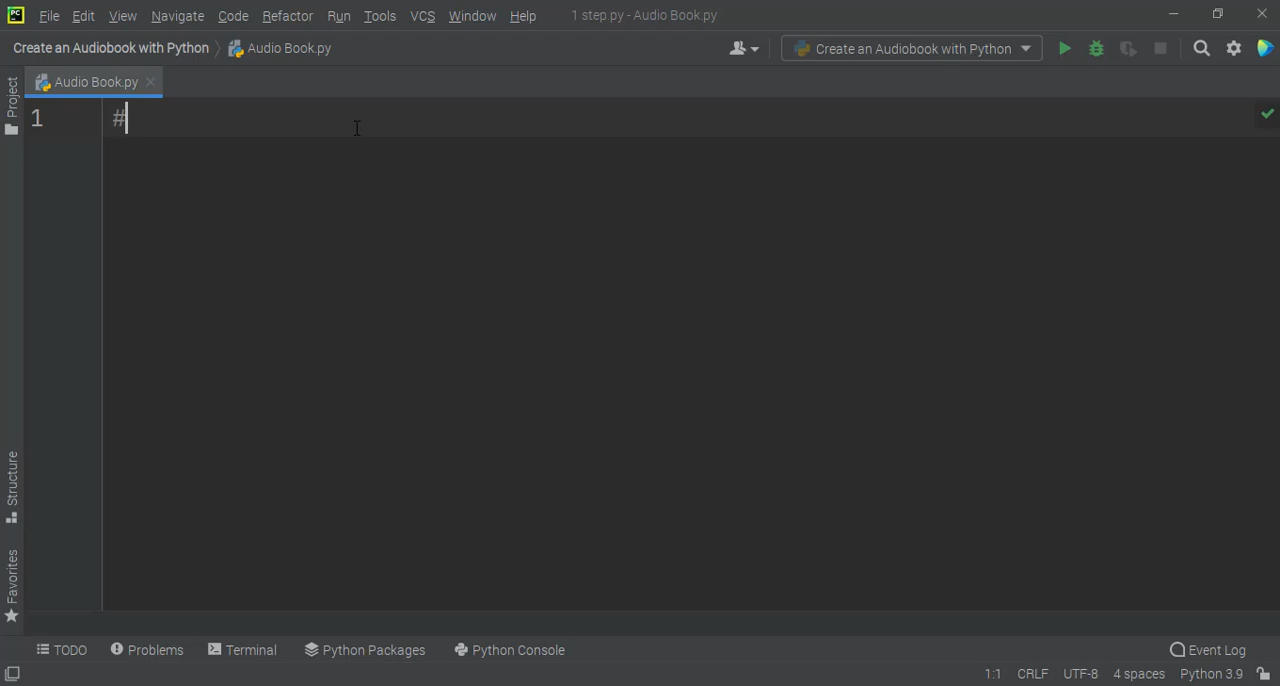 PC File Edit View Navigate Code Refactor Run Tools VCS Window Help 1 step.py - Audio Book.py
Create an Audiobook with Python Audio Book.py Create an Audiobook with Python
Audio Book.py
Project
1 #
Structure
Favorites
TODO Problems Terminal Python Packages Python Console Event Log
1:1 CRLF UTF-8 4 spaces Python 3.9